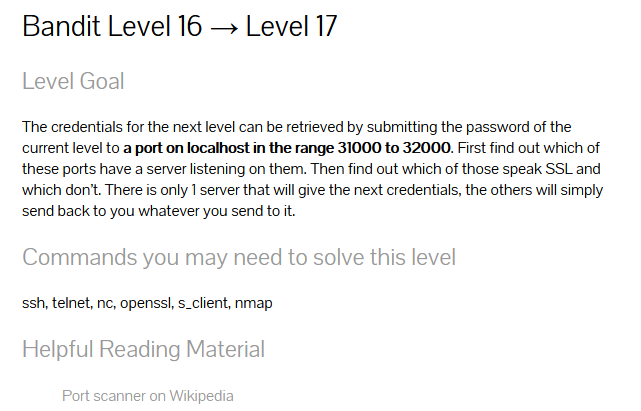 Bandit Level 16 → Level 17
Level Goal
The credentials for the next level can be retrieved by submitting the password of the
current level to a port on localhost in the range 31000 to 32000. First find out which of
these ports have a server listening on them. Then find out which of those speak SSL and
which don't. There is only 1 server that will give the next credentials, the others will simply
send back to you whatever you send to it.
Commands you may need to solve this level
ssh, telnet, nc, openssl, s_client, nmap
Helpful Reading Material
Port scanner on Wikipedia